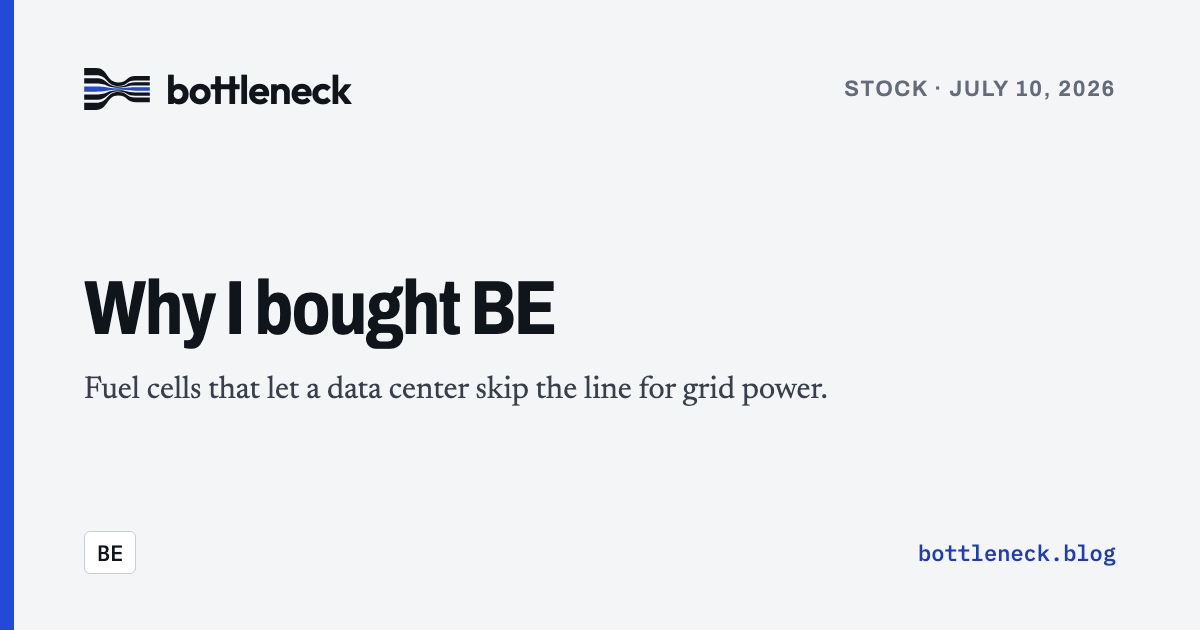 bottleneck
STOCK · JULY 10, 2026
Why I bought BE
Fuel cells that let a data center skip the line for grid power.
BE
bottleneck.blog